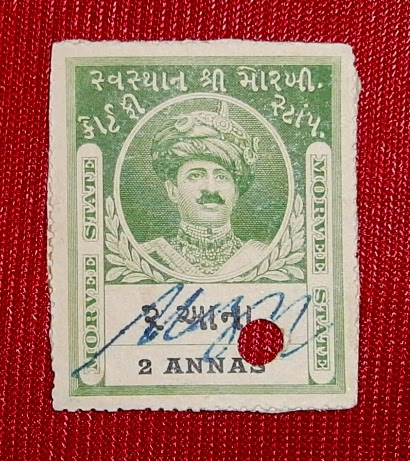 સ્વસ્થાન શ્રી મોરબી.
કોર્ટ ફી સ્ટાંપ.
MORVEE STATE
MORVEE STATE
૨ આના
2 ANNAS